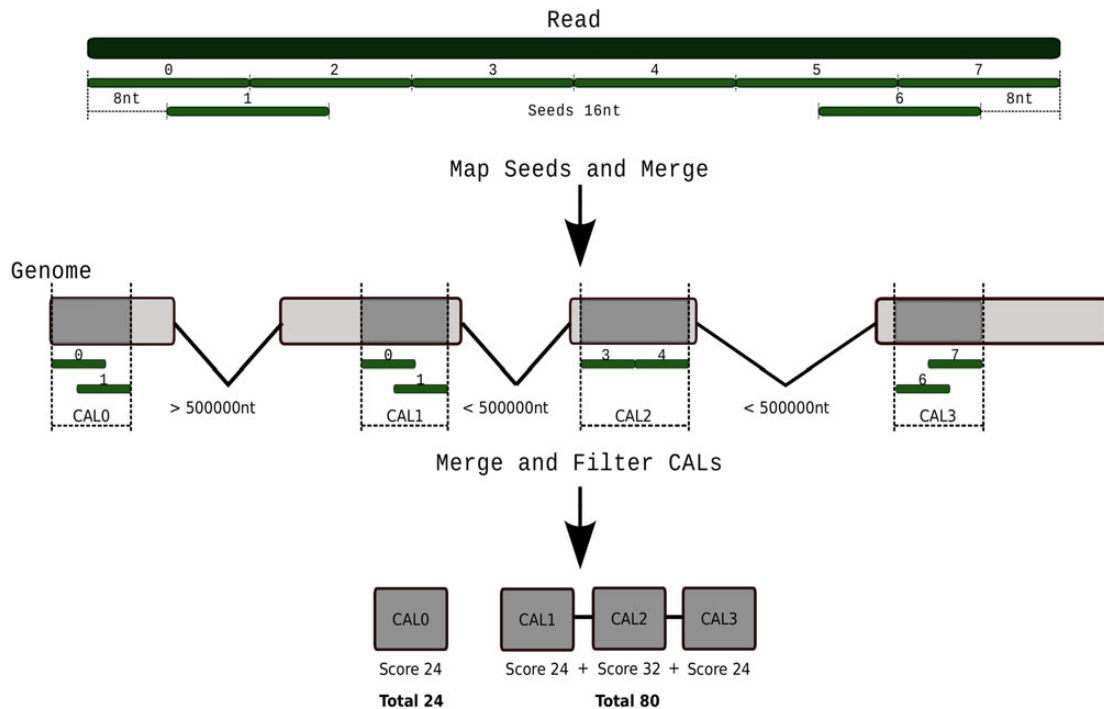 Read
0 2 3 4 5 7
8nt 1 Seeds 16nt 6 8nt
Map Seeds and Merge
Genome
0 0 3 4 7
1 1 6
CAL0 > 500000nt CAL1 < 500000nt CAL2 < 500000nt CAL3
Merge and Filter CALs
CAL0 CAL1 CAL2 CAL3
Score 24 Score 24 + Score 32 + Score 24
Total 24 Total 80